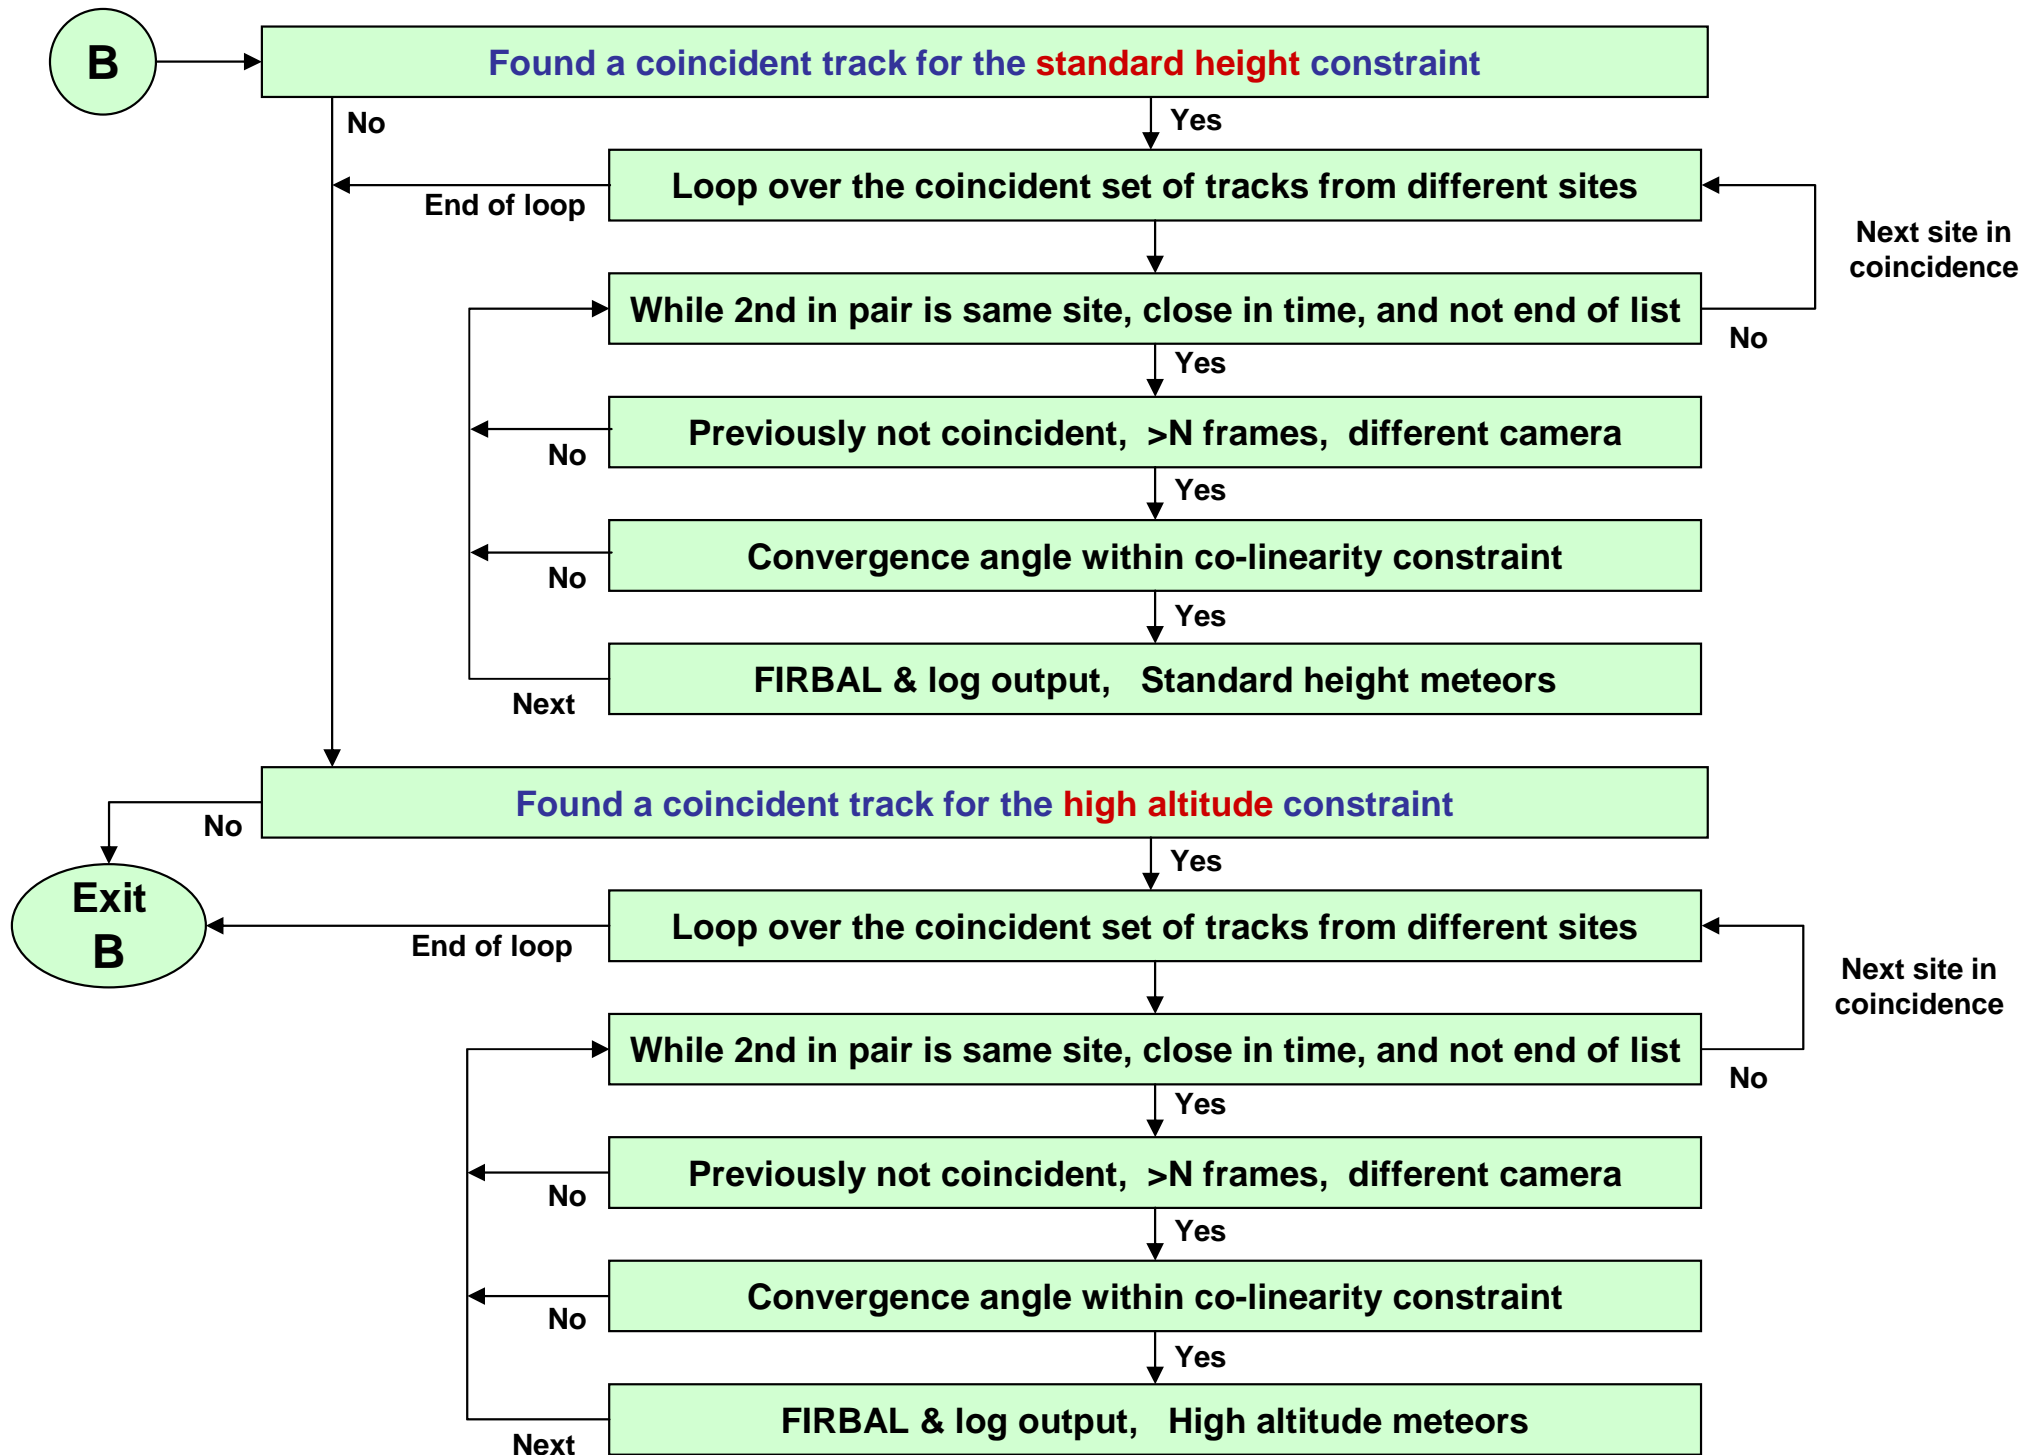 B
Found a coincident track for the standard height constraint
No
Yes
Loop over the coincident set of tracks from different sites
End of loop
Next site in
coincidence
While 2nd in pair is same site, close in time, and not end of list
No
Yes
Previously not coincident, >N frames, different camera
No
Yes
Convergence angle within co-linearity constraint
No
Yes
FIRBAL & log output, Standard height meteors
Next
Found a coincident track for the high altitude constraint
No
Yes
Exit
B
Loop over the coincident set of tracks from different sites
End of loop
Next site in
coincidence
While 2nd in pair is same site, close in time, and not end of list
No
Yes
Previously not coincident, >N frames, different camera
No
Yes
Convergence angle within co-linearity constraint
No
Yes
FIRBAL & log output, High altitude meteors
Next